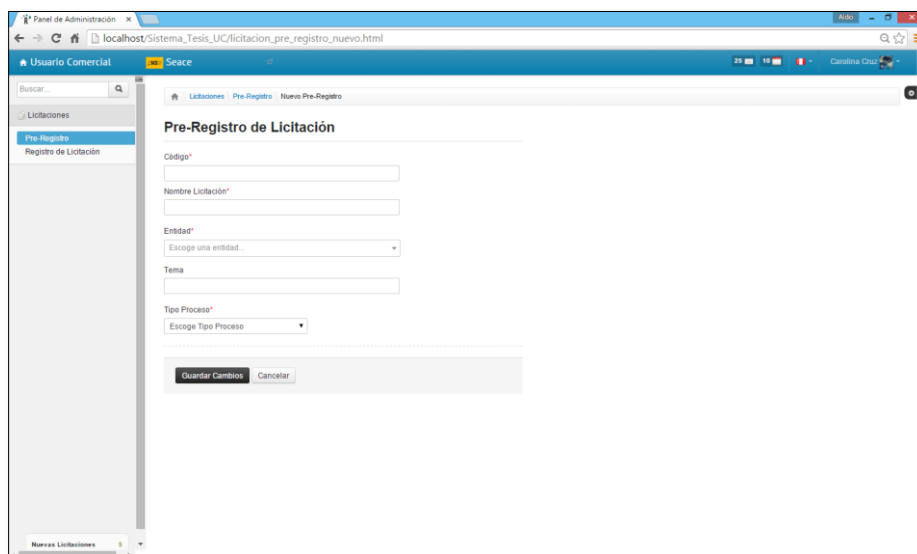 Panel de Administración
Aldo
localhost/Sistema_Tesis_UC/licitacion_pre_registro_nuevo.html
Usuario Comercial
Seace
25
10
Carolina Cruz
Buscar...
Licitaciones Pre-Registro Nuevo Pre-Registro
Licitaciones
Pre-Registro
Registro de Licitación
Pre-Registro de Licitación
Código*
Nombre Licitación*
Entidad*
Escoge una entidad...
Tema
Tipo Proceso*
Escoge Tipo Proceso
Guardar Cambios
Cancelar
Nuevas Licitaciones 5